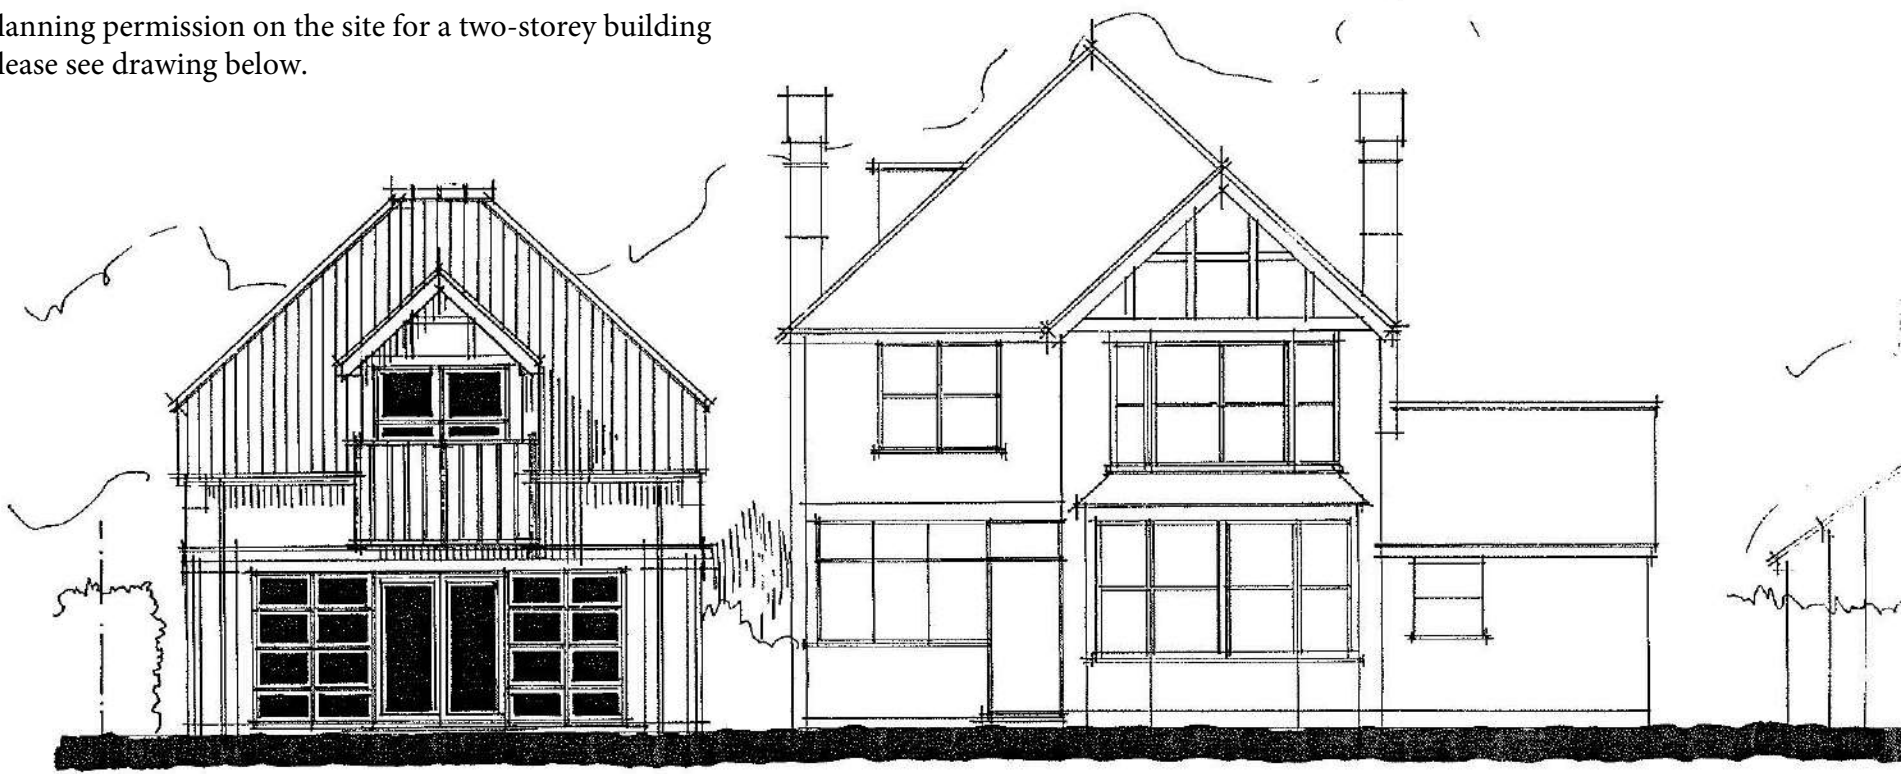 lanning permission on the site for a two-storey building
lease see drawing below.